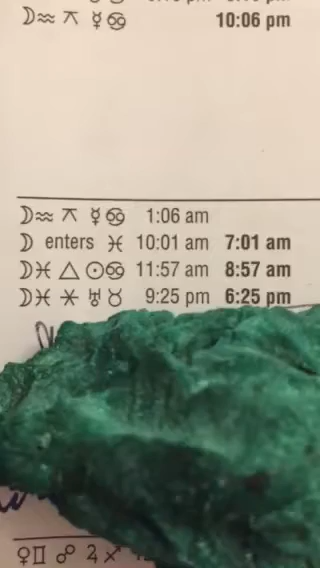 ☽♒ ⚻ ☿♋ 10:06 pm
☽♒ ⚻ ☿♋ 1:06 am
☽ enters ♓ 10:01 am 7:01 am
☽♓ △ ☉♋ 11:57 am 8:57 am
☽♓ ⚹ ♅♉ 9:25 pm 6:25 pm
♀♊ ☍ ♃♐